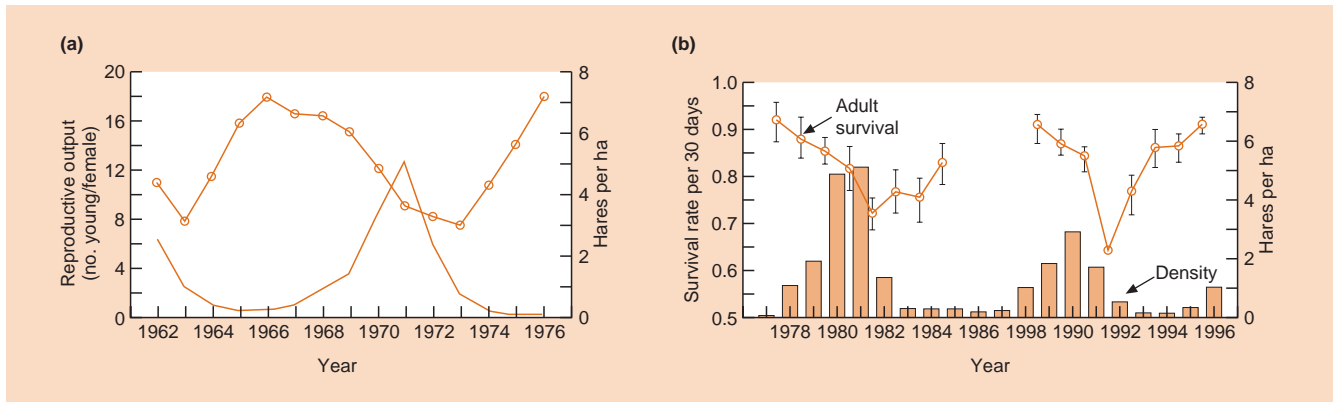 (a)
20
16
12
8
4
0
Reproductive output
(no. young/female)
8
6
4
2
0
Hares per ha
1962 1964 1966 1968 1970 1972 1974 1976
Year
(b)
1.0
0.9
0.8
0.7
0.6
0.5
Survival rate per 30 days
Adult
survival
Density
8
6
4
2
0
Hares per ha
1978 1980 1982 1984 1986 1998 1990 1992 1994 1996
Year